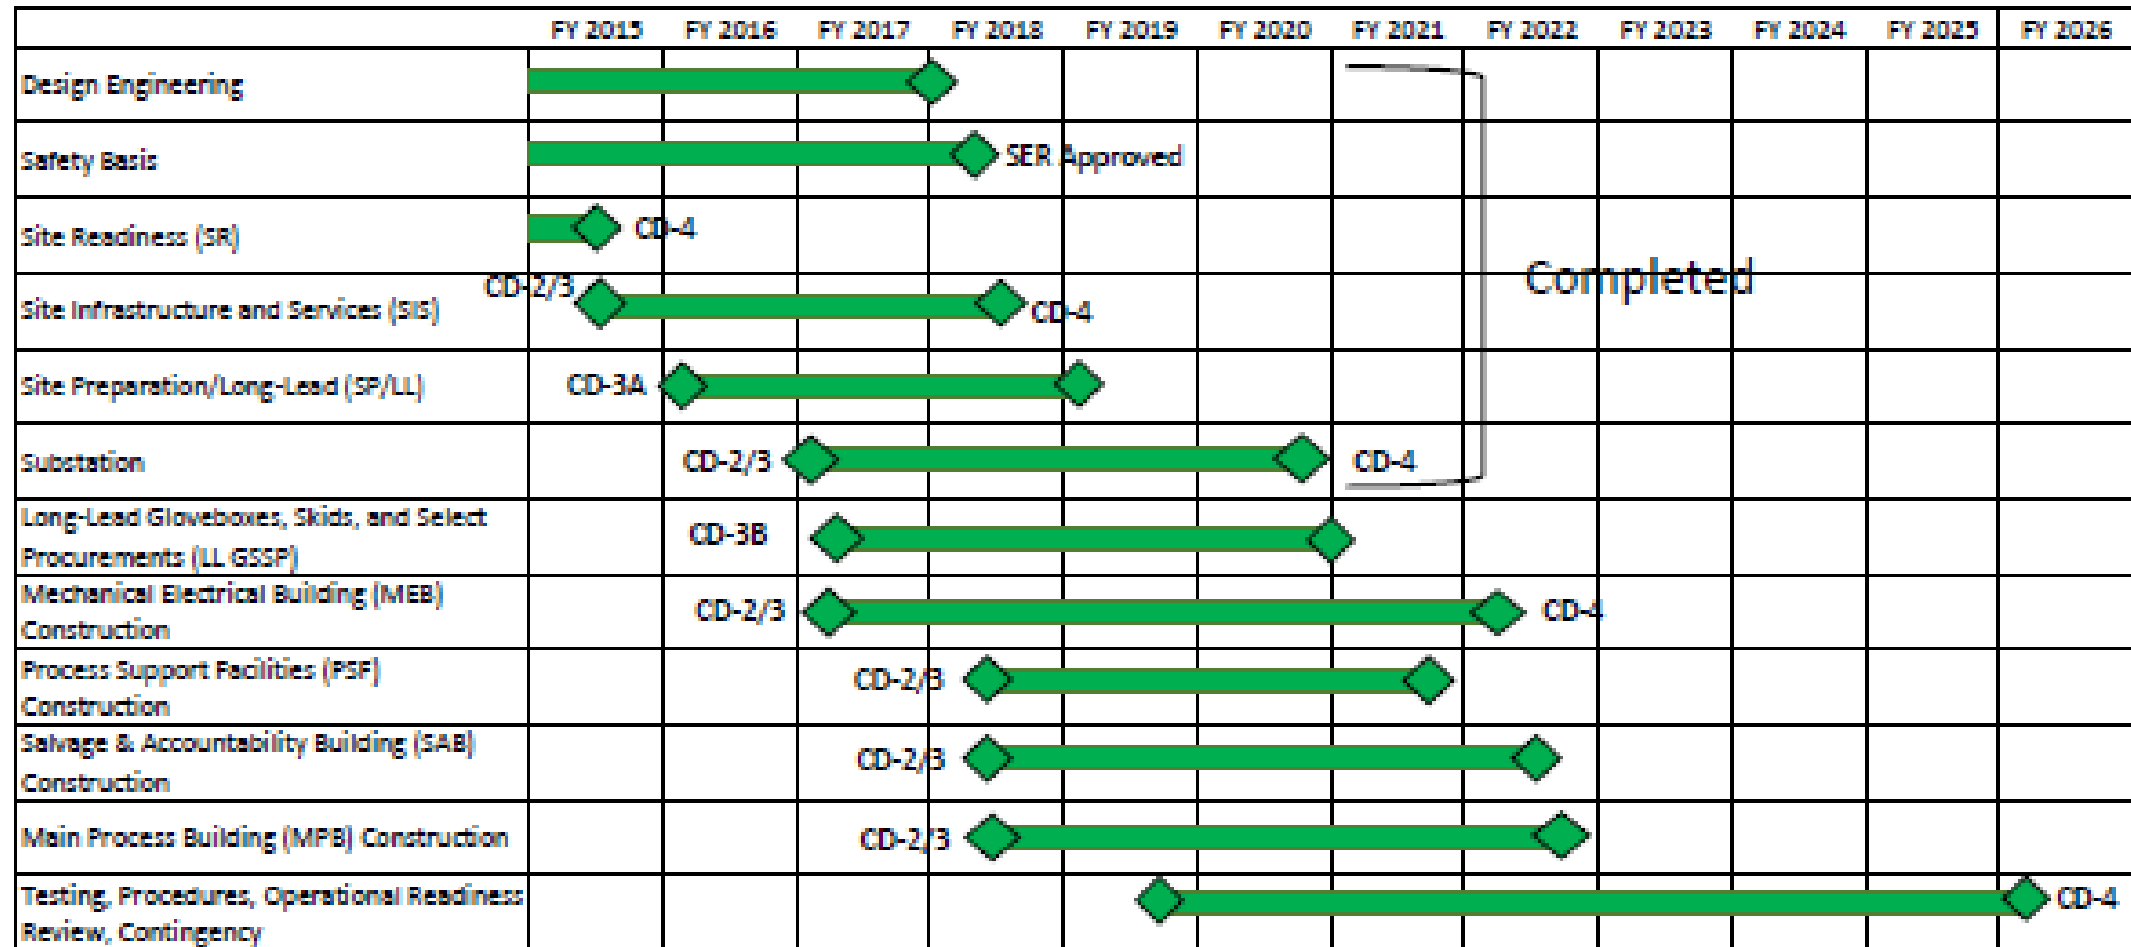 FY 2015 FY 2016 FY 2017 FY 2018 FY 2019 FY 2020 FY 2021 FY 2022 FY 2023 FY 2024 FY 2025 FY 2026
Design Engineering
Safety Basis SER Approved
Site Readiness (SR) CD-4
Site Infrastructure and Services (SIS) CD-2/3 CD-4
Completed
Site Preparation/Long-Lead (SP/LL) CD-3A
Substation CD-2/3 CD-4
Long-Lead Gloveboxes, Skids, and Select
Procurements (LL GSSP) CD-3B
Mechanical Electrical Building (MEB)
Construction CD-2/3 CD-4
Process Support Facilities (PSF)
Construction CD-2/3
Salvage & Accountability Building (SAB)
Construction CD-2/3
Main Process Building (MPB) Construction CD-2/3
Testing, Procedures, Operational Readiness
Review, Contingency CD-4